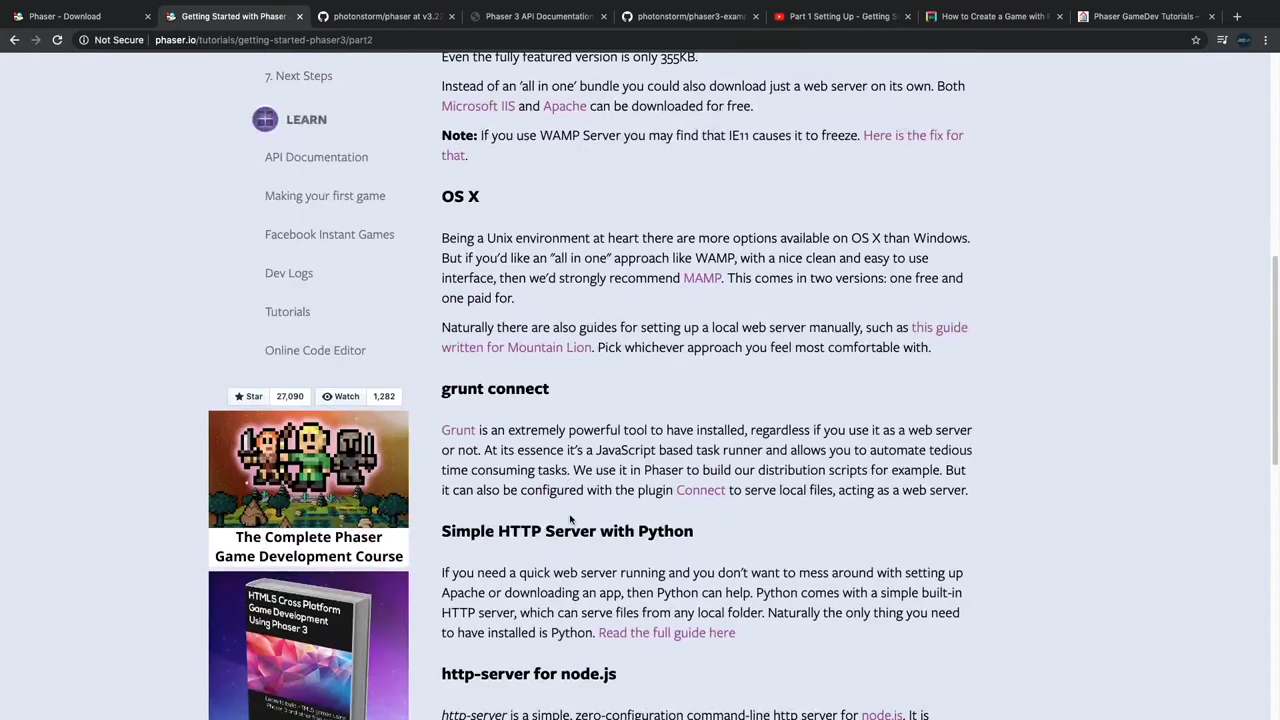 Phaser - Download
Getting Started with Phaser
photonstorm/phaser at v3.22
Phaser 3 API Documentation
photonstorm/phaser3-exam
Part 1 Setting Up - Getting S
How to Create a Game with P
Phaser GameDev Tutorials –
Not Secure
phaser.io/tutorials/getting-started-phaser3/part2
7. Next Steps
LEARN
API Documentation
Making your first game
Facebook Instant Games
Dev Logs
Tutorials
Online Code Editor
Star 27,090 Watch 1,282
The Complete Phaser
Game Development Course
HTML5 Cross Platform
Game Development
Using Phaser 3
Even the fully featured version is only 355KB.
Instead of an 'all in one' bundle you could also download just a web server on its own. Both
Microsoft IIS and Apache can be downloaded for free.
Note: If you use WAMP Server you may find that IE11 causes it to freeze. Here is the fix for
that.
OS X
Being a Unix environment at heart there are more options available on OS X than Windows.
But if you'd like an "all in one" approach like WAMP, with a nice clean and easy to use
interface, then we'd strongly recommend MAMP. This comes in two versions: one free and
one paid for.
Naturally there are also guides for setting up a local web server manually, such as this guide
written for Mountain Lion. Pick whichever approach you feel most comfortable with.
grunt connect
Grunt is an extremely powerful tool to have installed, regardless if you use it as a web server
or not. At its essence it's a JavaScript based task runner and allows you to automate tedious
time consuming tasks. We use it in Phaser to build our distribution scripts for example. But
it can also be configured with the plugin Connect to serve local files, acting as a web server.
Simple HTTP Server with Python
If you need a quick web server running and you don't want to mess around with setting up
Apache or downloading an app, then Python can help. Python comes with a simple built-in
HTTP server, which can serve files from any local folder. Naturally the only thing you need
to have installed is Python. Read the full guide here
http-server for node.js
http-server is a simple, zero-configuration command-line http server for node.js. It is